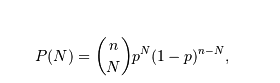 P(N) = \binom{n}{N} p^N (1 − p)^{n−N},